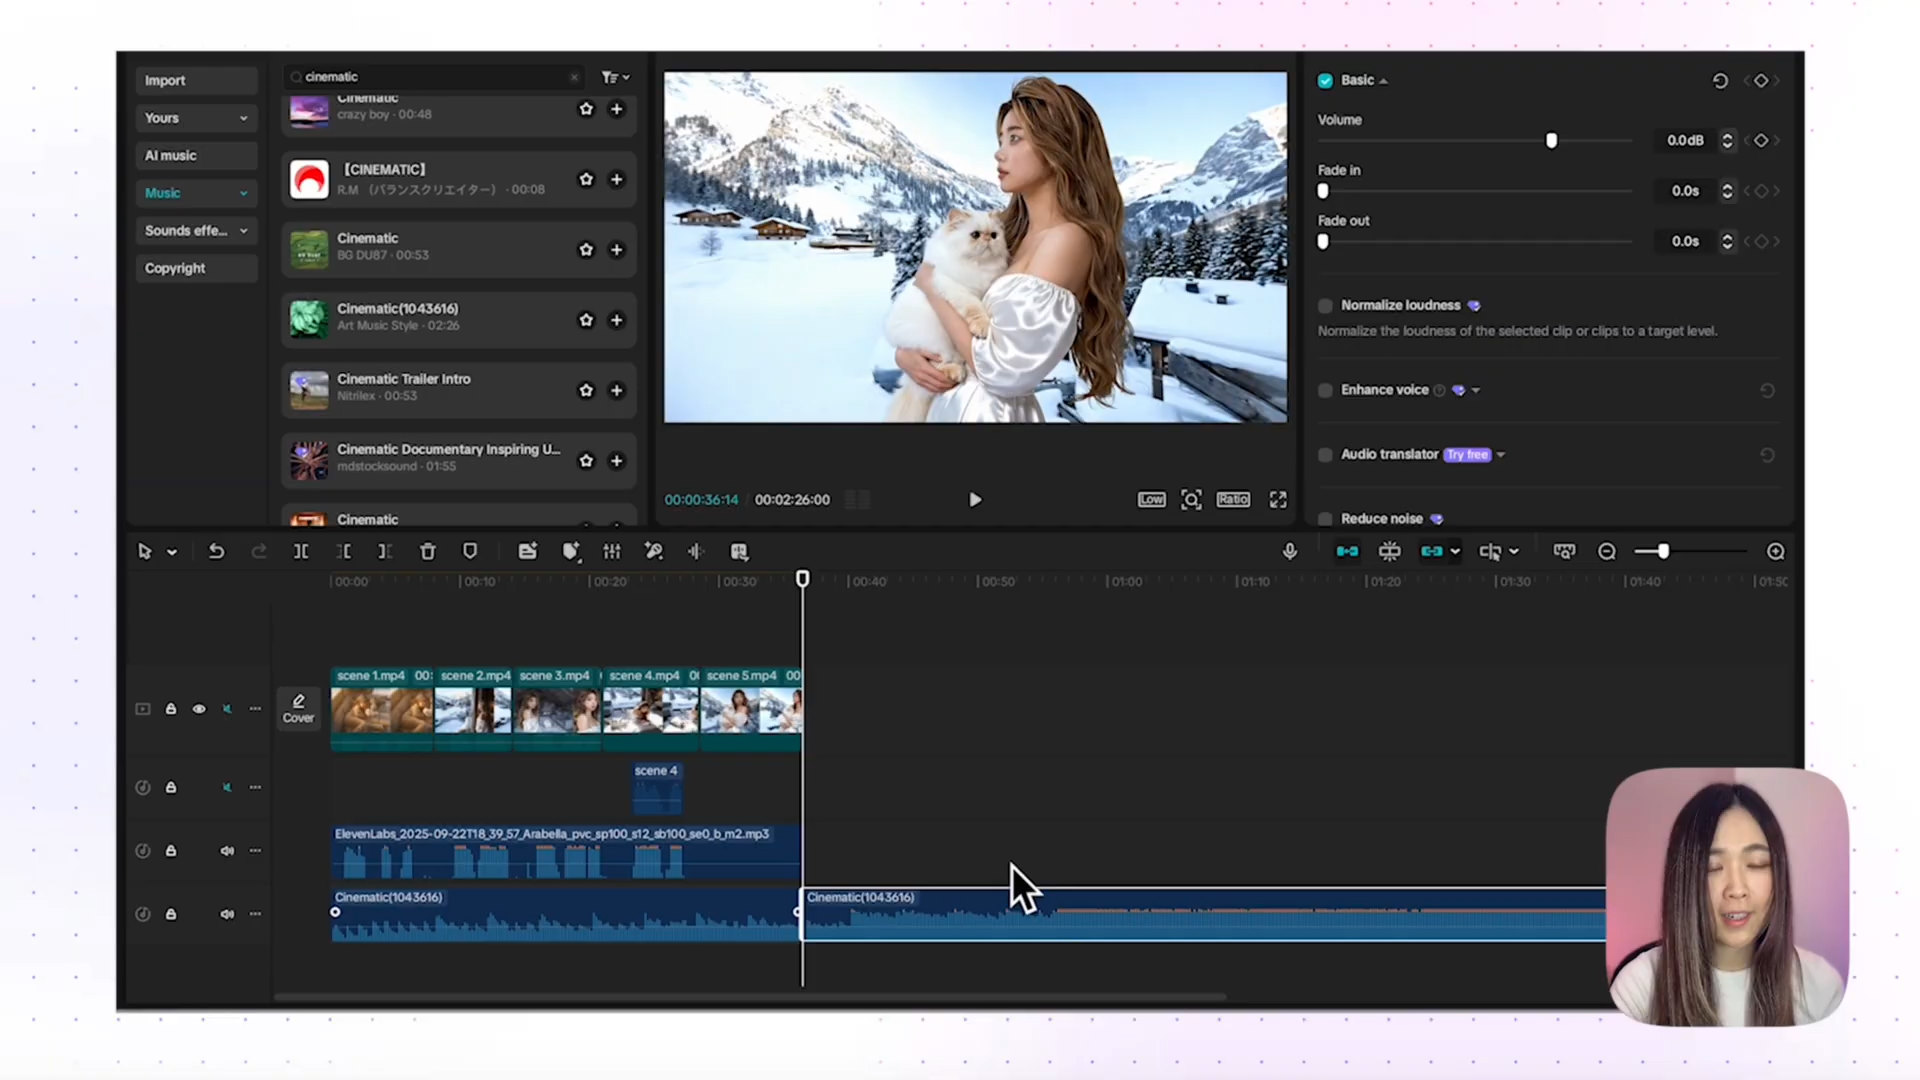 Import
Yours
AI music
Music
Sounds effe...
Copyright
cinematic
Cinematic
crazy boy · 00:48
【CINEMATIC】
R.M （バランスクリエイター） · 00:08
Cinematic
BG DU87 · 00:53
Cinematic(1043616)
Art Music Style · 02:26
Cinematic Trailer Intro
Nitrilex · 00:53
Cinematic Documentary Inspiring U...
mdstocksound · 01:55
Cinematic
00:00:36:14 / 00:02:26:00
Low
Ratio
Basic
Volume
0.0dB
Fade in
0.0s
Fade out
0.0s
Normalize loudness
Normalize the loudness of the selected clip or clips to a target level.
Enhance voice
Audio translator Try free
Reduce noise
00:00 00:10 00:20 00:30 00:40 00:50 01:00 01:10 01:20 01:30 01:40 01:50
Cover
scene 1.mp4 00:
scene 2.mp4
scene 3.mp4
scene 4.mp4
scene 5.mp4 00
scene 4
ElevenLabs_2025-09-22T18_39_57_Arabella_pvc_sp100_s12_sb100_se0_b_m2.mp3
Cinematic(1043616)
Cinematic(1043616)